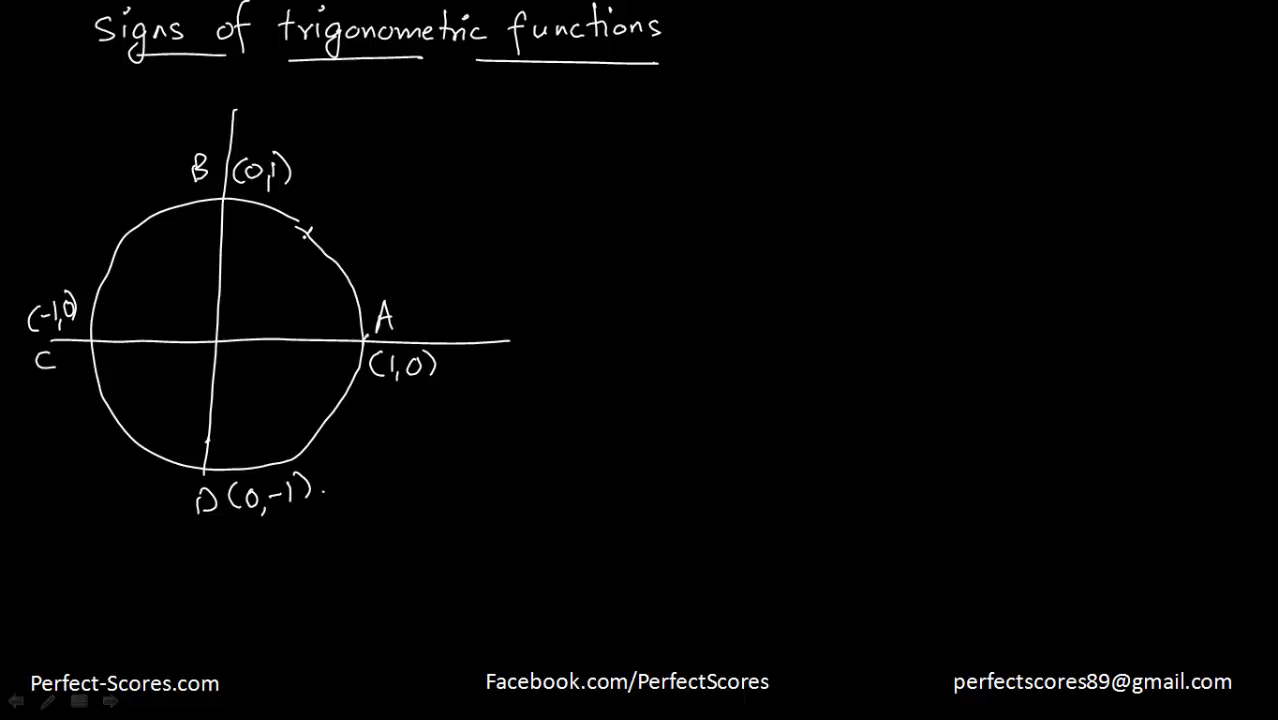 Signs of trigonometric functions
B (0,1)
(-1,0)
A
C
(1,0)
D (0,-1).
Perfect-Scores.com
Facebook.com/PerfectScores
perfectscores89@gmail.com